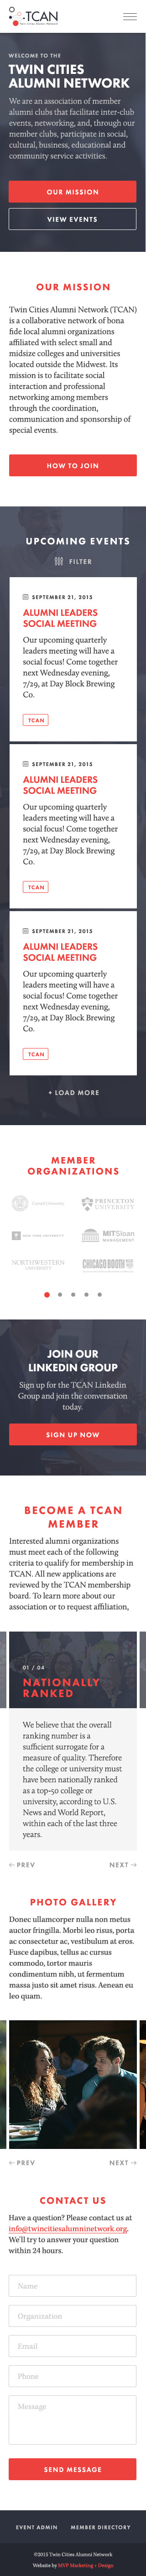 TCAN
WELCOME TO THE
TWIN CITIES
ALUMNI NETWORK
We are an association of member
alumni clubs that facilitate inter-club
events, networking, and, through our
member clubs, participate in social,
cultural, business, educational and
community service activities.
OUR MISSION
VIEW EVENTS
OUR MISSION
Twin Cities Alumni Network (TCAN)
is a collaborative network of bona
fide local alumni organizations
affiliated with select small and
midsize colleges and universities
located outside the Midwest. Its
mission is to facilitate social
interaction and professional
networking among members
through the coordination,
communication and sponsorship of
special events.
HOW TO JOIN
UPCOMING EVENTS
FILTER
SEPTEMBER 21, 2015
ALUMNI LEADERS
SOCIAL MEETING
Our upcoming quarterly
leaders meeting will have a
social focus! Come together
next Wednesday evening,
7/29, at Day Block Brewing
Co.
TCAN
SEPTEMBER 21, 2015
ALUMNI LEADERS
SOCIAL MEETING
Our upcoming quarterly
leaders meeting will have a
social focus! Come together
next Wednesday evening,
7/29, at Day Block Brewing
Co.
TCAN
SEPTEMBER 21, 2015
ALUMNI LEADERS
SOCIAL MEETING
Our upcoming quarterly
leaders meeting will have a
social focus! Come together
next Wednesday evening,
7/29, at Day Block Brewing
Co.
TCAN
+ LOAD MORE
MEMBER
ORGANIZATIONS
Cornell University
PRINCETON
UNIVERSITY
NEW YORK UNIVERSITY
MITSloan
MANAGEMENT
NORTHWESTERN
UNIVERSITY
CHICAGO BOOTH
JOIN OUR
LINKEDIN GROUP
Sign up for the TCAN Linkedin
Group and join the conversation
today.
SIGN UP NOW
BECOME A TCAN
MEMBER
Interested alumni organizations
must meet each of the following
criteria to qualify for membership in
TCAN. All new applications are
reviewed by the TCAN membership
board. To learn more about our
association or to request affiliation,
01 / 04
NATIONALLY
RANKED
We believe that the overall
ranking number is a
sufficient surrogate for a
measure of quality. Therefore
the college or university must
have been nationally ranked
as a top-50 college or
university, according to U.S.
News and World Report,
within each of the last three
years.
← PREV
NEXT →
PHOTO GALLERY
Donec ullamcorper nulla non metus
auctor fringilla. Morbi leo risus, porta
ac consectetur ac, vestibulum at eros.
Fusce dapibus, tellus ac cursus
commodo, tortor mauris
condimentum nibh, ut fermentum
massa justo sit amet risus. Aenean eu
leo quam.
← PREV
NEXT →
CONTACT US
Have a question? Please contact us at
info@twincitiesalumninetwork.org.
We'll try to answer your question
within 24 hours.
Name
Organization
Email
Phone
Message
SEND MESSAGE
EVENT ADMIN
MEMBER DIRECTORY
©2015 Twin Cities Alumni Network
Website by MVP Marketing + Design